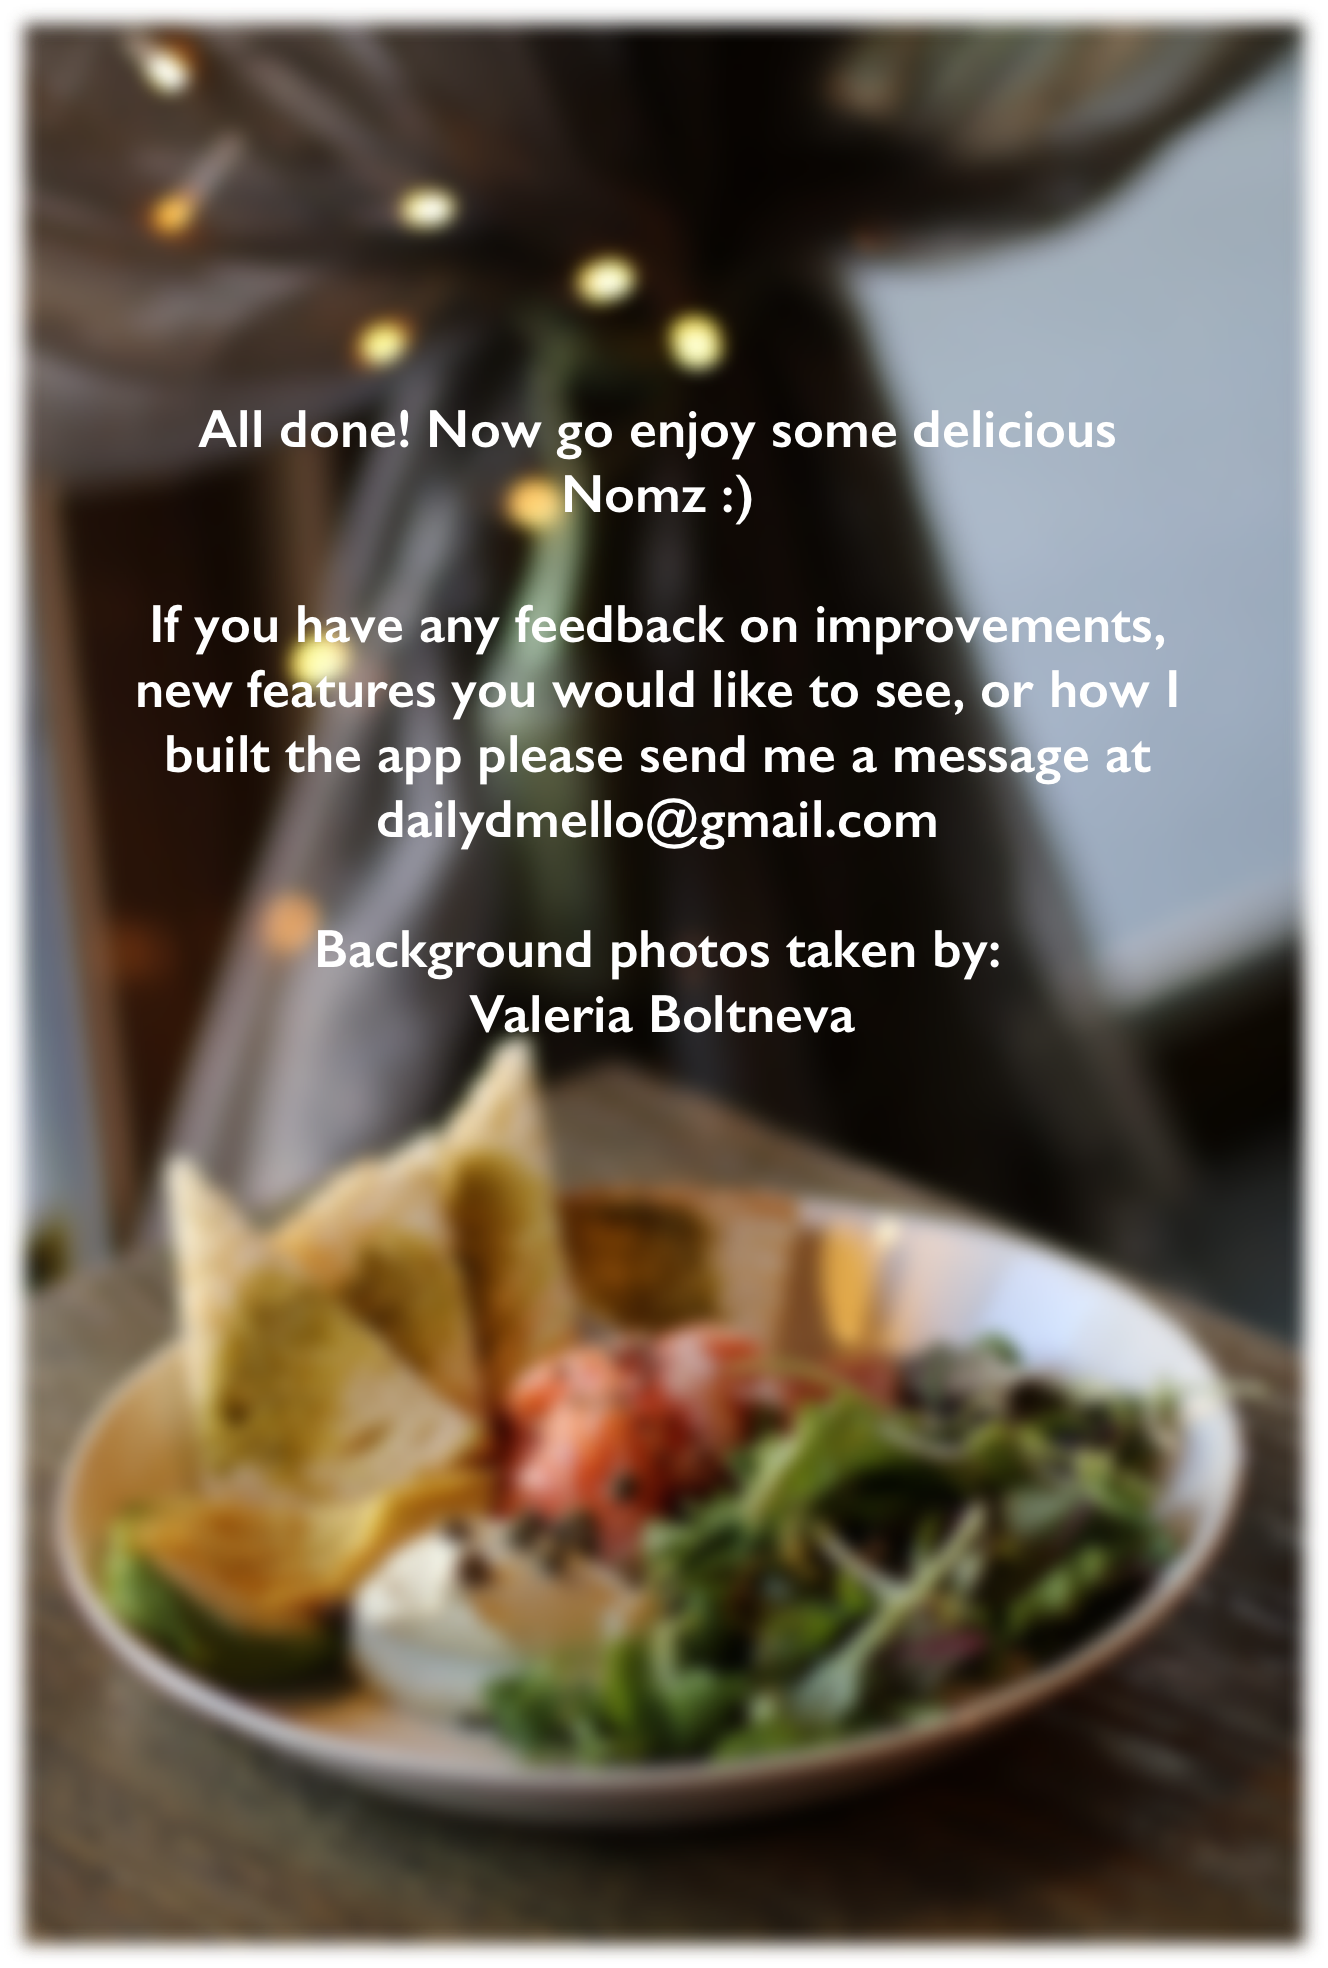 All done! Now go enjoy some delicious
Nomz :)
If you have any feedback on improvements,
new features you would like to see, or how I
built the app please send me a message at
dailydmello@gmail.com
Background photos taken by:
Valeria Boltneva